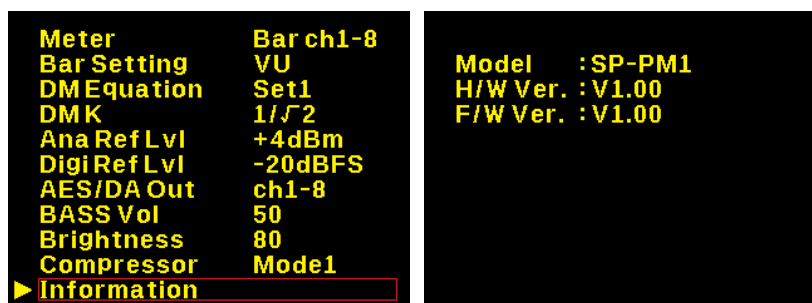 Meter Bar ch1-8
Bar Setting VU
DM Equation Set1
DM K 1/√2
Ana Ref Lvl +4dBm
Digi Ref Lvl -20dBFS
AES/DA Out ch1-8
BASS Vol 50
Brightness 80
Compressor Mode1
▶ Information
Model :SP-PM1
H/W Ver. :V1.00
F/W Ver. :V1.00